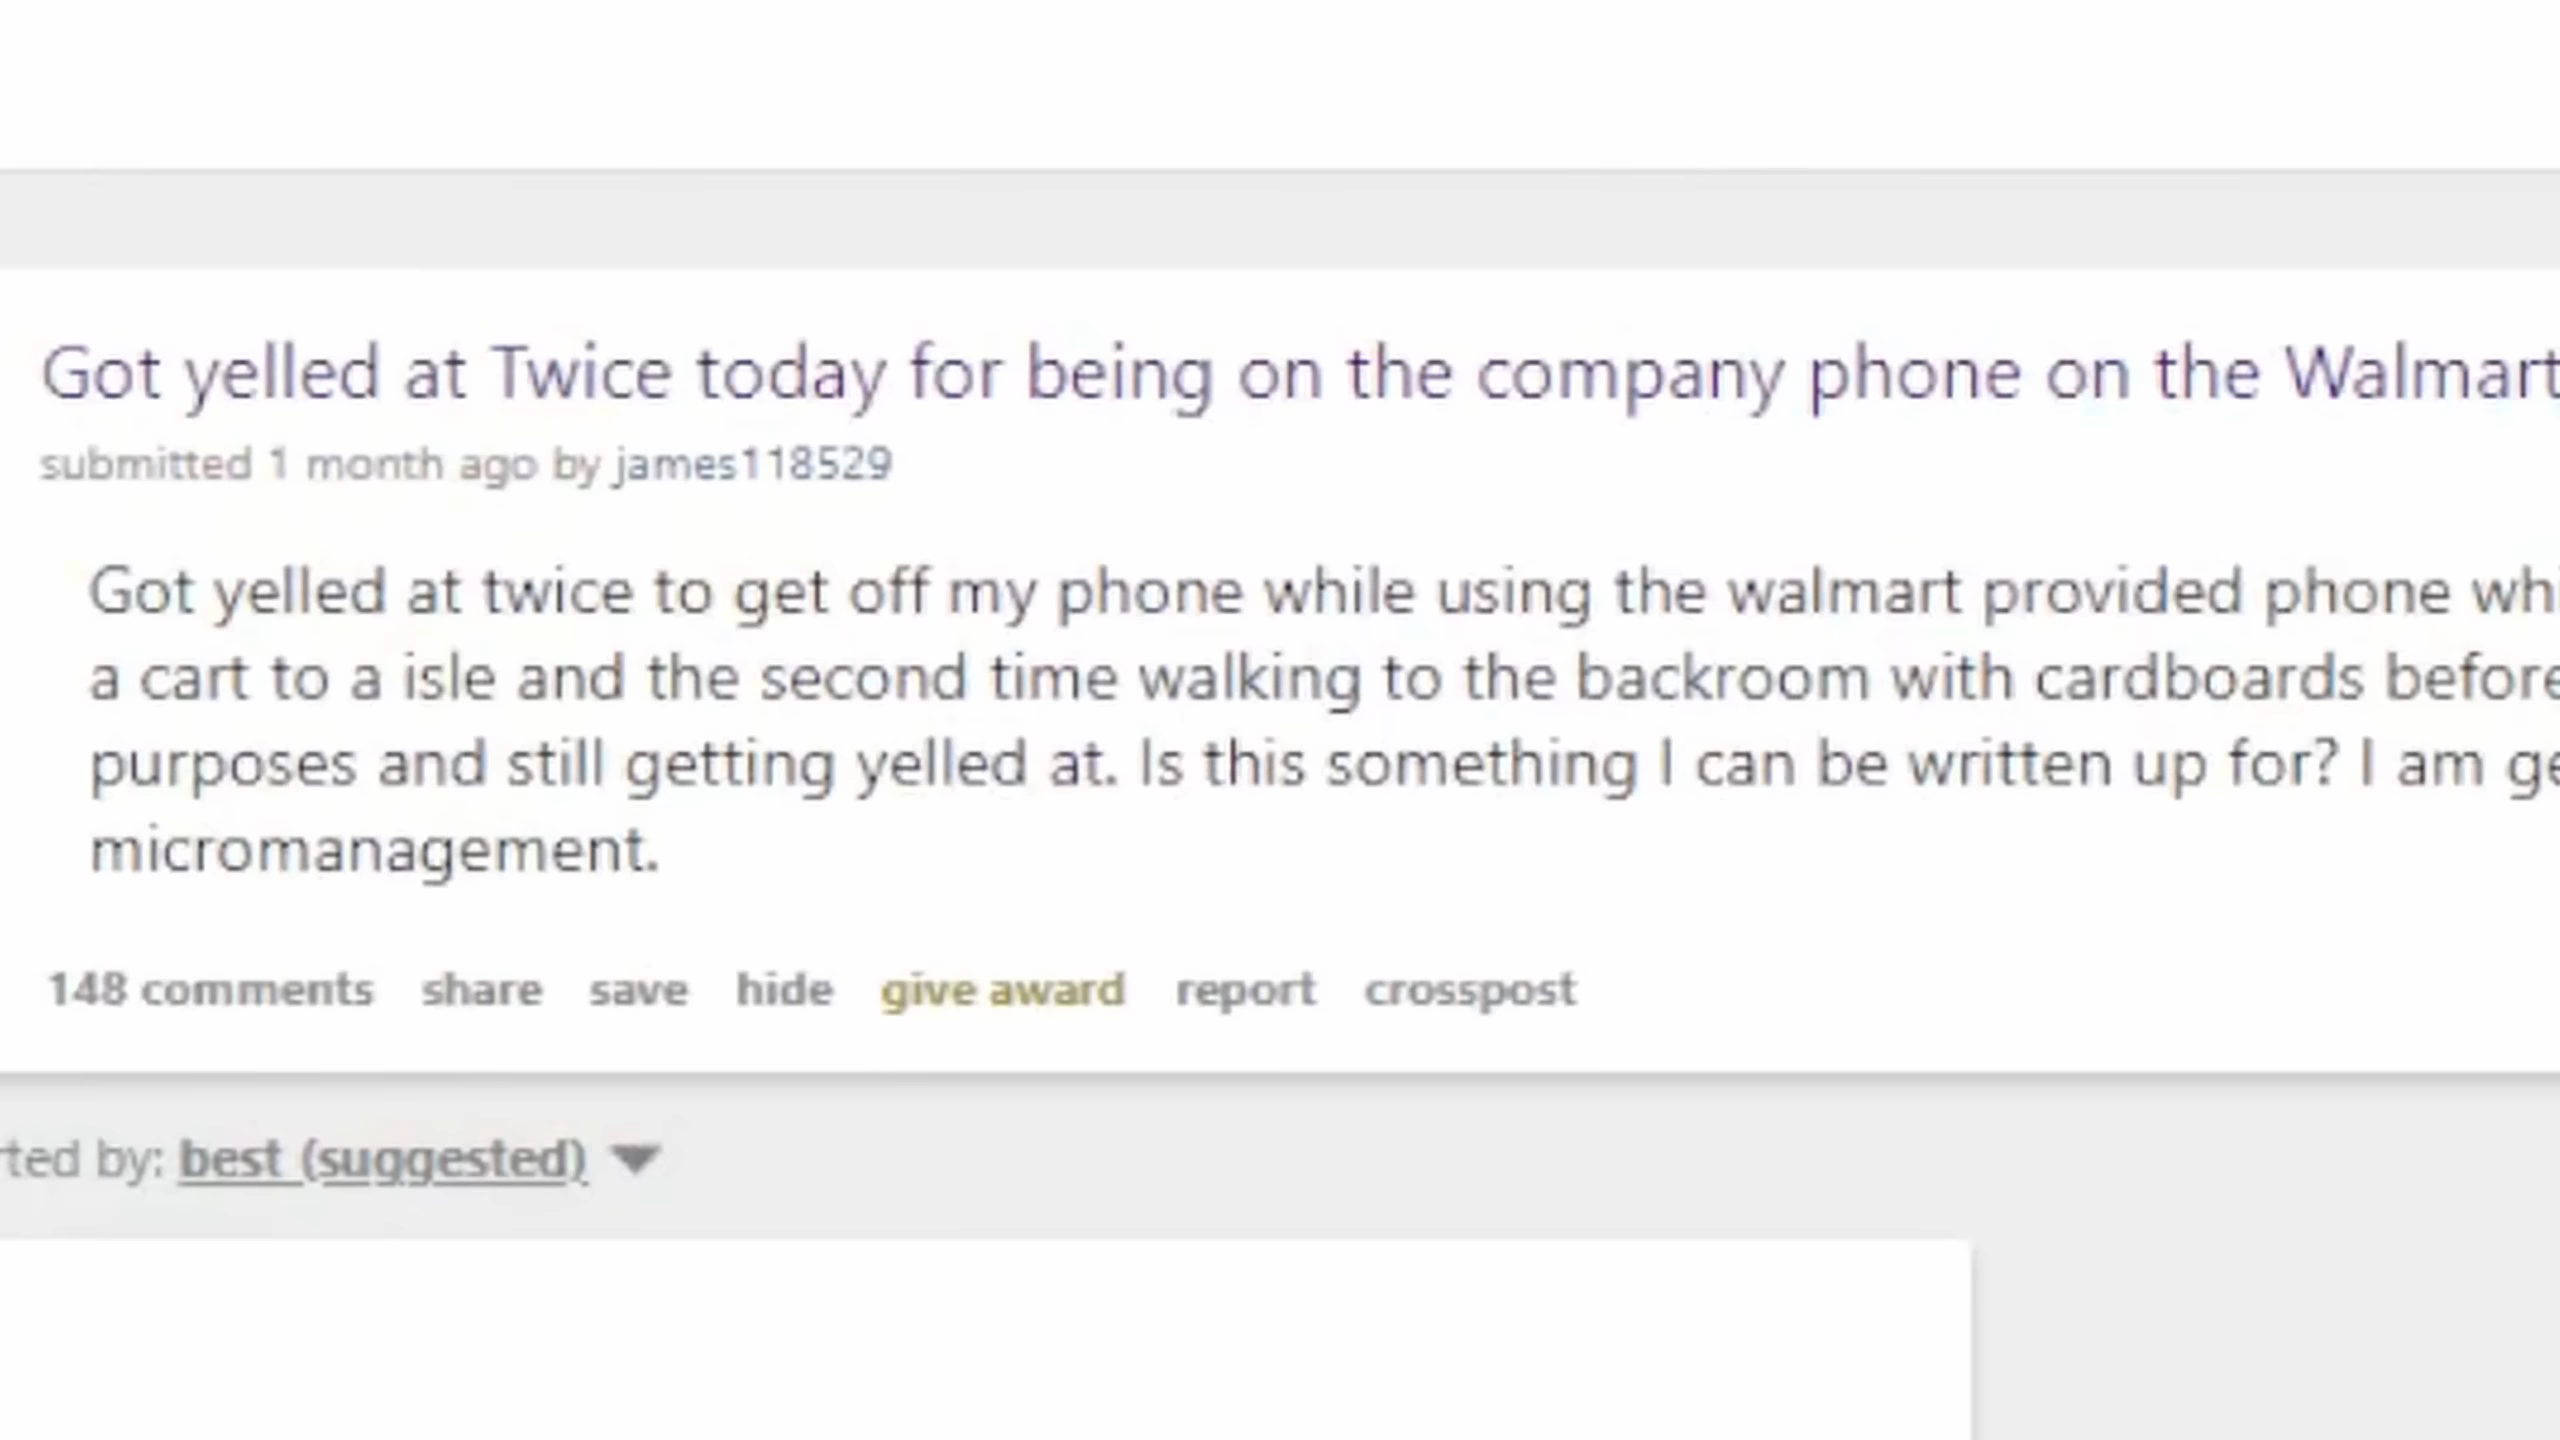 Got yelled at Twice today for being on the company phone on the Walmart
submitted 1 month ago by james118529
Got yelled at twice to get off my phone while using the walmart provided phone whi
a cart to a isle and the second time walking to the backroom with cardboards before
purposes and still getting yelled at. Is this something I can be written up for? I am ge
micromanagement.
148 comments share save hide give award report crosspost
rted by: best (suggested)